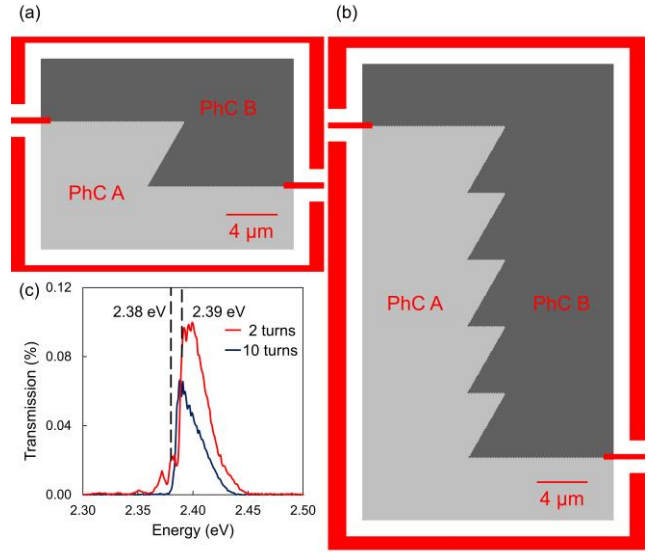 (a)
PhC B
PhC A
4 μm
(b)
PhC A
PhC B
4 μm
(c)
2.38 eV
2.39 eV
2 turns
10 turns
Transmission (%)
0.12
0.08
0.04
0.00
2.30 2.35 2.40 2.45 2.50
Energy (eV)